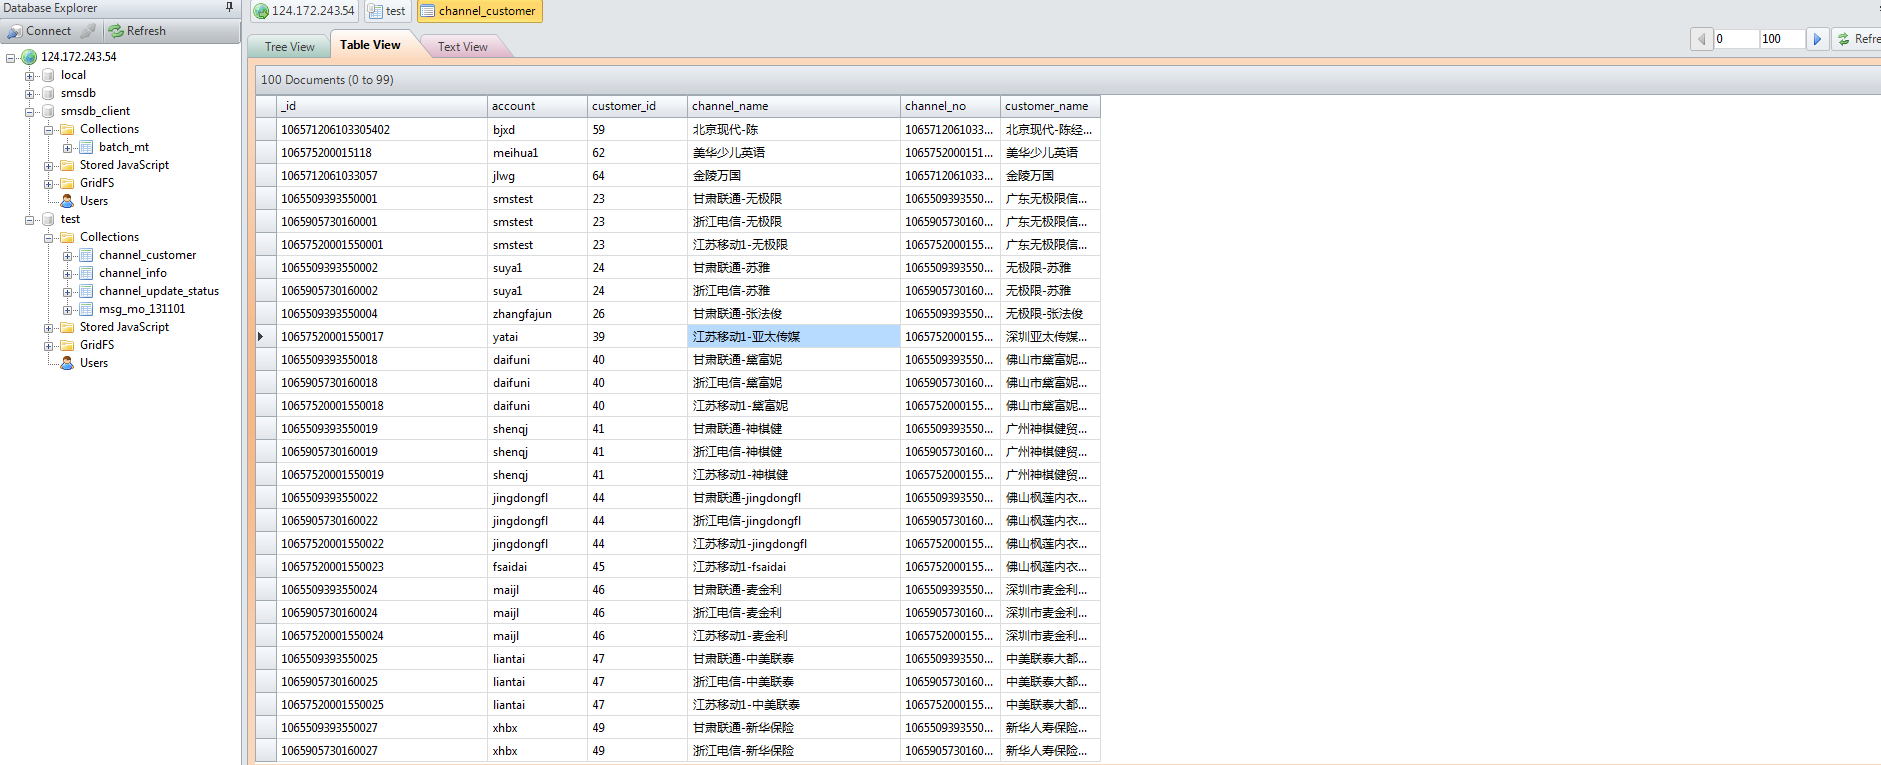 Database Explorer
Connect Refresh
124.172.243.54
local
smsdb
smsdb_client
Collections
batch_mt
Stored JavaScript
GridFS
Users
test
Collections
channel_customer
channel_info
channel_update_status
msg_mo_131101
Stored JavaScript
GridFS
Users
124.172.243.54 test channel_customer
Tree View Table View Text View 0 100 Refre
100 Documents (0 to 99)
_id account customer_id channel_name channel_no customer_name
106571206103305402 bjxd 59 北京现代-陈 1065712061033... 北京现代-陈经...
106575200015118 meihua1 62 美华少儿英语 1065752000151... 美华少儿英语
1065712061033057 jlwg 64 金陵万国 1065712061033... 金陵万国
1065509393550001 smstest 23 甘肃联通-无极限 1065509393550... 广东无极限信...
1065905730160001 smstest 23 浙江电信-无极限 1065905730160... 广东无极限信...
10657520001550001 smstest 23 江苏移动1-无极限 1065752000155... 广东无极限信...
1065509393550002 suya1 24 甘肃联通-苏雅 1065509393550... 无极限-苏雅
1065905730160002 suya1 24 浙江电信-苏雅 1065905730160... 无极限-苏雅
1065509393550004 zhangfajun 26 甘肃联通-张法俊 1065509393550... 无极限-张法俊
10657520001550017 yatai 39 江苏移动1-亚太传媒 1065752000155... 深圳亚太传媒...
1065509393550018 daifuni 40 甘肃联通-黛富妮 1065509393550... 佛山市黛富妮...
1065905730160018 daifuni 40 浙江电信-黛富妮 1065905730160... 佛山市黛富妮...
10657520001550018 daifuni 40 江苏移动1-黛富妮 1065752000155... 佛山市黛富妮...
1065509393550019 shenqj 41 甘肃联通-神棋健 1065509393550... 广州神棋健贸...
1065905730160019 shenqj 41 浙江电信-神棋健 1065905730160... 广州神棋健贸...
10657520001550019 shenqj 41 江苏移动1-神棋健 1065752000155... 广州神棋健贸...
1065509393550022 jingdongfl 44 甘肃联通-jingdongfl 1065509393550... 佛山枫莲内衣...
1065905730160022 jingdongfl 44 浙江电信-jingdongfl 1065905730160... 佛山枫莲内衣...
10657520001550022 jingdongfl 44 江苏移动1-jingdongfl 1065752000155... 佛山枫莲内衣...
10657520001550023 fsaidai 45 江苏移动1-fsaidai 1065752000155... 佛山枫莲内衣...
1065509393550024 maijl 46 甘肃联通-麦金利 1065509393550... 深圳市麦金利...
1065905730160024 maijl 46 浙江电信-麦金利 1065905730160... 深圳市麦金利...
10657520001550024 maijl 46 江苏移动1-麦金利 1065752000155... 深圳市麦金利...
1065509393550025 liantai 47 甘肃联通-中美联泰 1065509393550... 中美联泰大都...
1065905730160025 liantai 47 浙江电信-中美联泰 1065905730160... 中美联泰大都...
10657520001550025 liantai 47 江苏移动1-中美联泰 1065752000155... 中美联泰大都...
1065509393550027 xhbx 49 甘肃联通-新华保险 1065509393550... 新华人寿保险...
1065905730160027 xhbx 49 浙江电信-新华保险 1065905730160... 新华人寿保险...